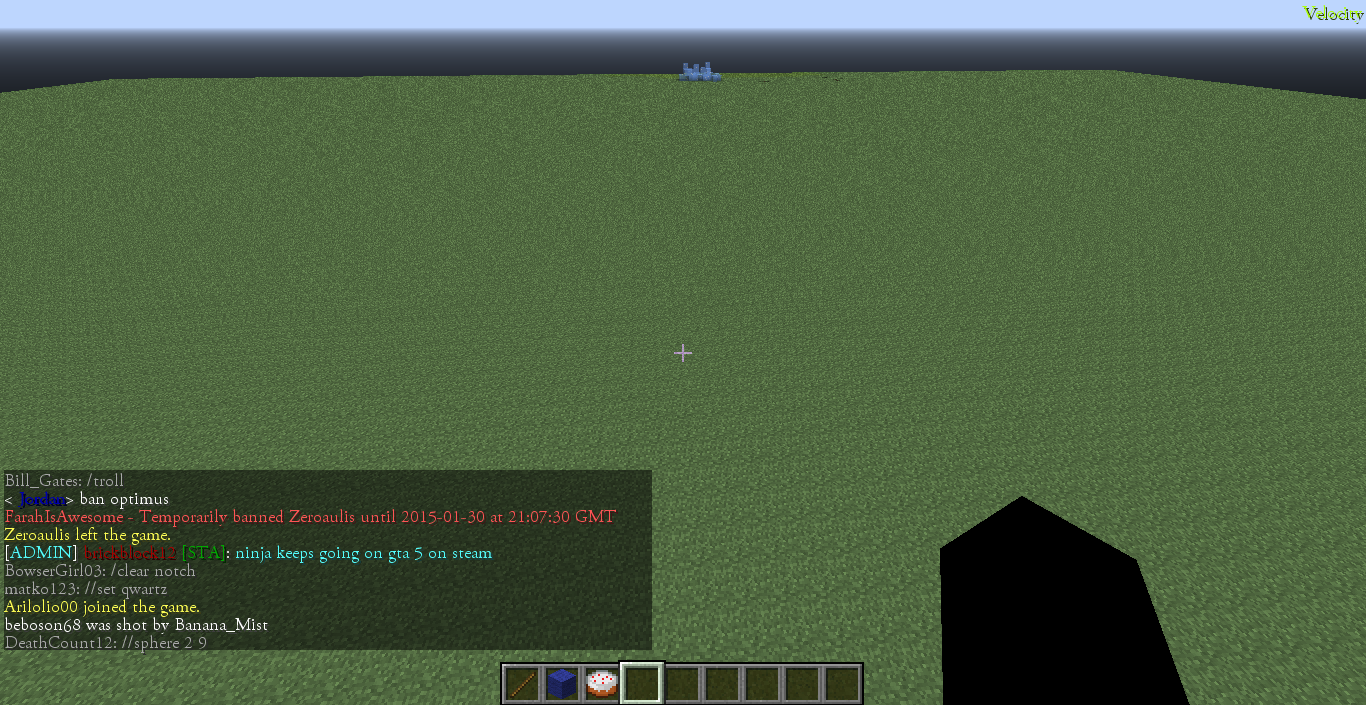 Velocity
Bill_Gates: /troll
< Jordan> ban optimus
FarahIsAwesome - Temporarily banned Zeroaulis until 2015-01-30 at 21:07:30 GMT
Zeroaulis left the game.
[ADMIN] [STA]: ninja keeps going on gta 5 on steam
BowserGirl03: /clear notch
matko123: //set qwartz
Arilolio00 joined the game.
beboson68 was shot by Banana_Mist
DeathCount12: //sphere 2 9